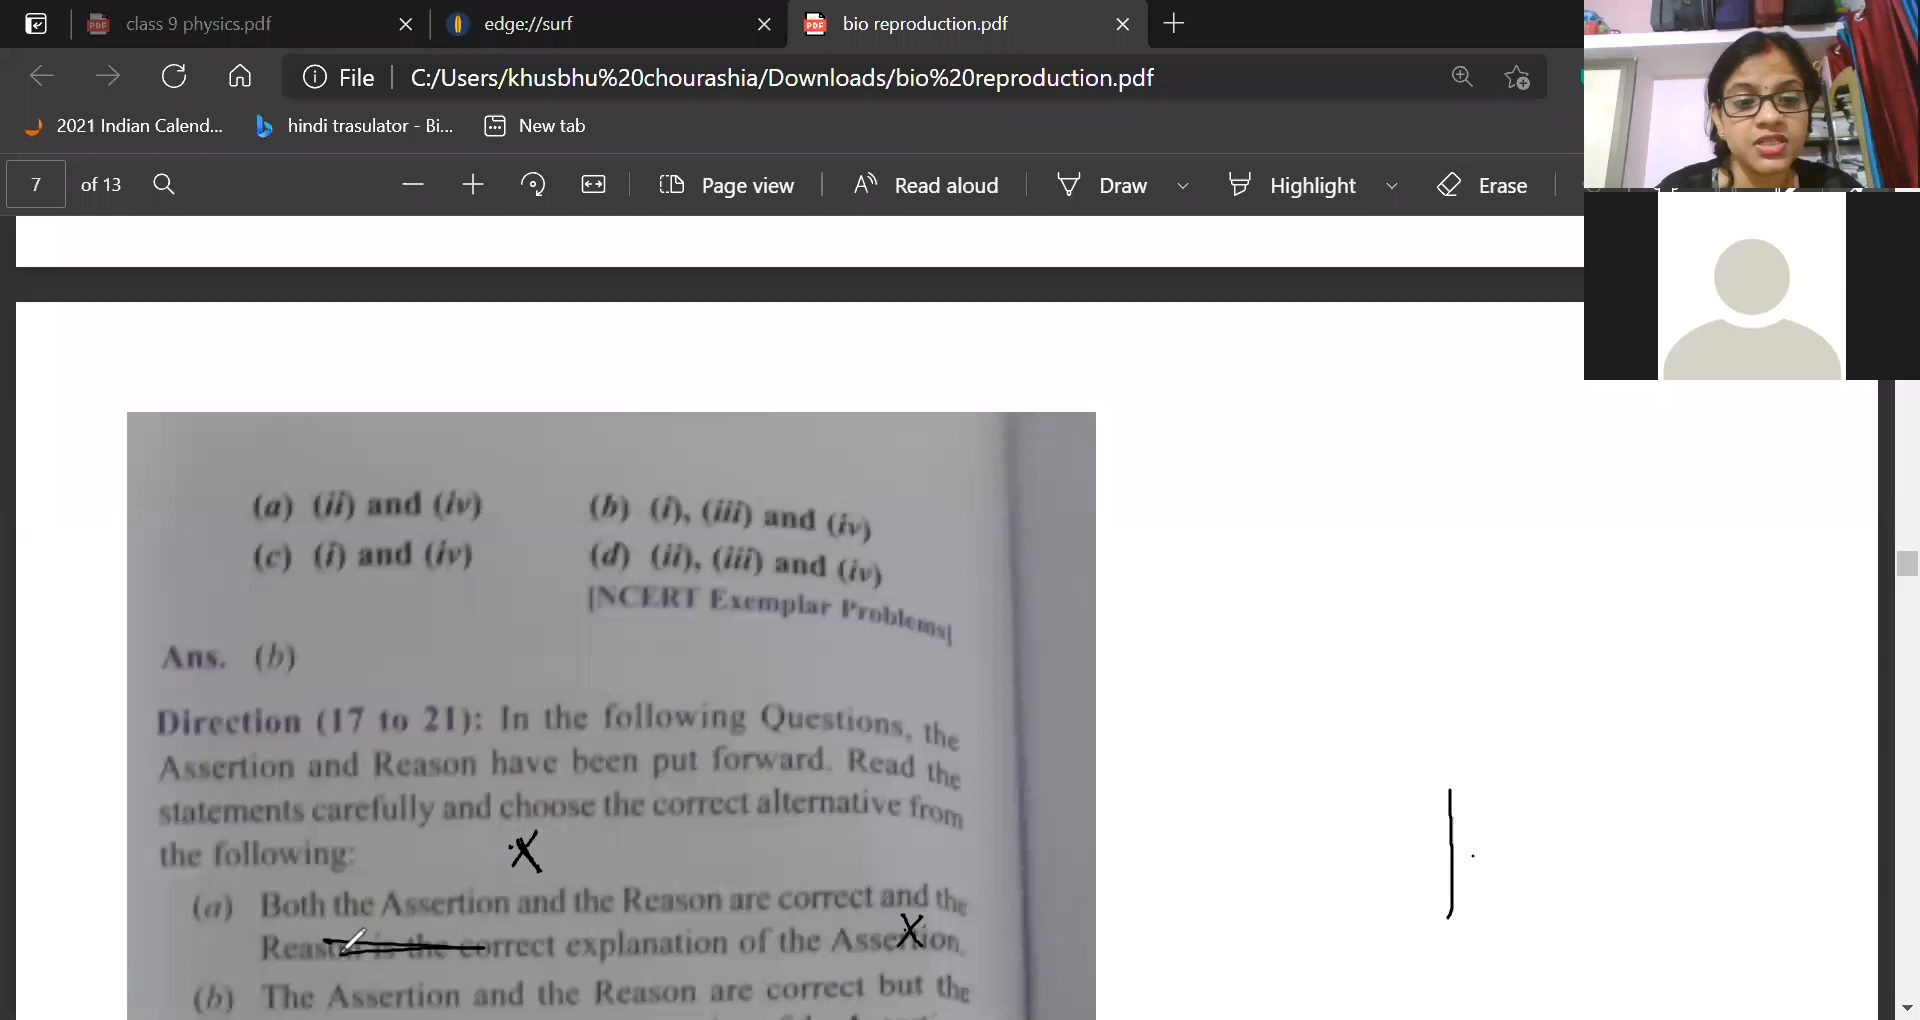 class 9 physics.pdf
edge://surf
bio reproduction.pdf
File C:/Users/khusbhu%20chourashia/Downloads/bio%20reproduction.pdf
2021 Indian Calend...
hindi trasulator - Bi...
New tab
7 of 13
Page view
Read aloud
Draw
Highlight
Erase
(a) (ii) and (iv) (b) (i), (iii) and (iv)
(c) (i) and (iv) (d) (ii), (iii) and (iv)
[NCERT Exemplar Problems]
Ans. (b)
Direction (17 to 21): In the following Questions, the
Assertion and Reason have been put forward. Read the
statements carefully and choose the correct alternative from
the following:
(a) Both the Assertion and the Reason are correct and the
Reason is the correct explanation of the Assertion.
(b) The Assertion and the Reason are correct but the